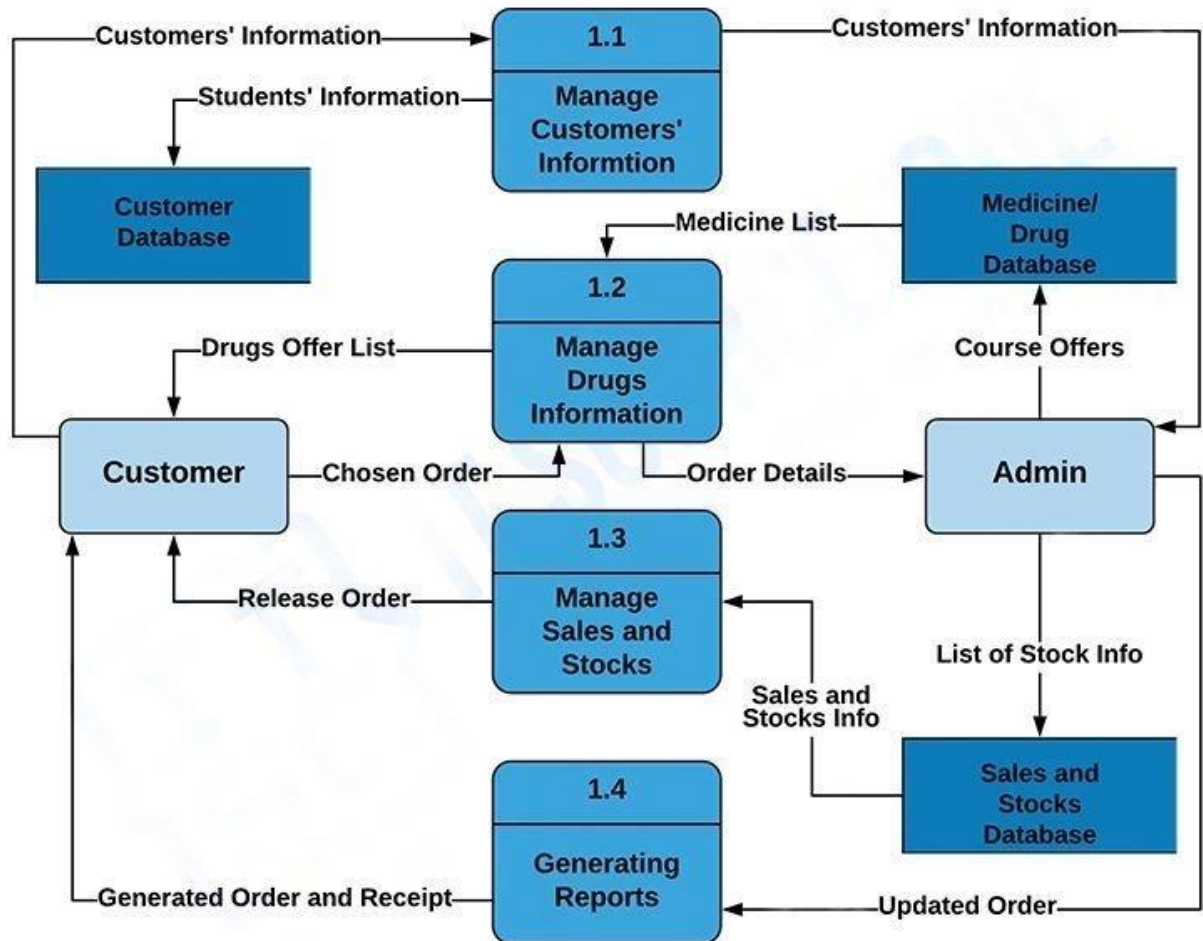 Customers' Information
1.1
Customers' Information
Students' Information
Manage
Customers'
Informtion
Customer
Database
Medicine List
Medicine/
Drug
Database
1.2
Drugs Offer List
Manage
Drugs
Information
Course Offers
Customer
Chosen Order
Order Details
Admin
1.3
Release Order
Manage
Sales and
Stocks
List of Stock Info
Sales and
Stocks Info
1.4
Sales and
Stocks
Database
Generating
Reports
Generated Order and Receipt
Updated Order